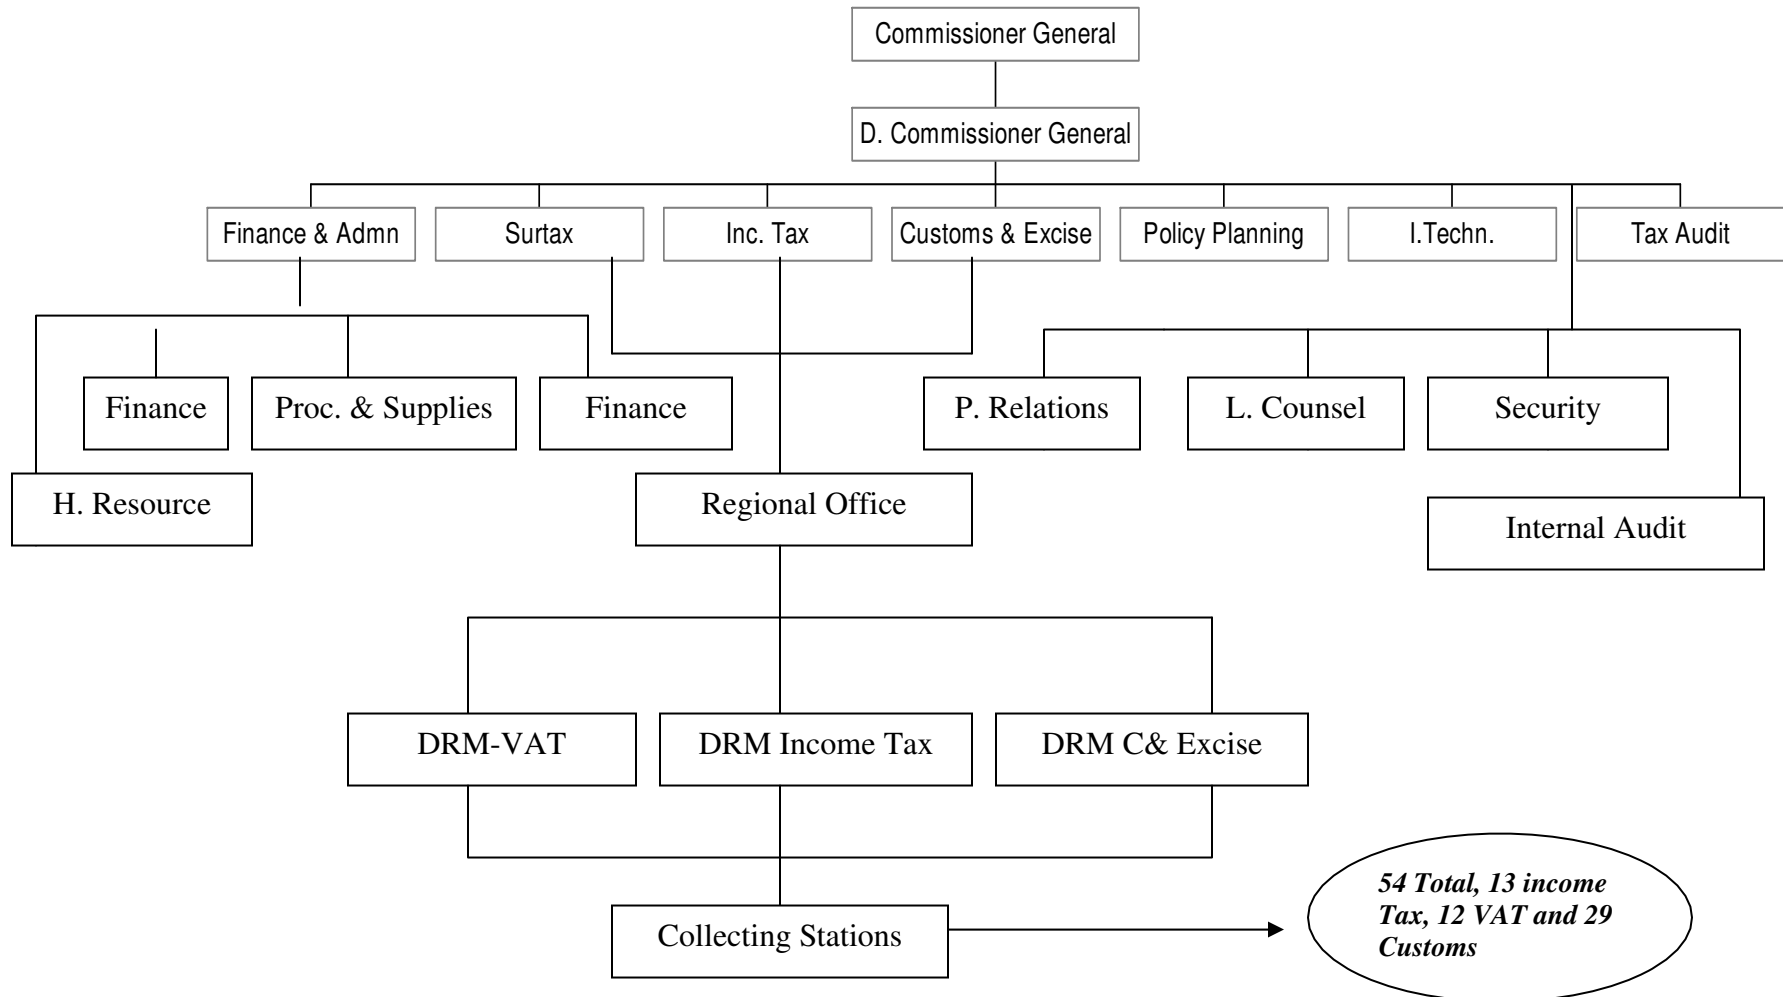 Commissioner General
D. Commissioner General
Finance & Admn
Surtax
Inc. Tax
Customs & Excise
Policy Planning
I.Techn.
Tax Audit
Finance
Proc. & Supplies
Finance
P. Relations
L. Counsel
Security
H. Resource
Regional Office
Internal Audit
DRM-VAT
DRM Income Tax
DRM C& Excise
Collecting Stations
54 Total, 13 income
Tax, 12 VAT and 29
Customs